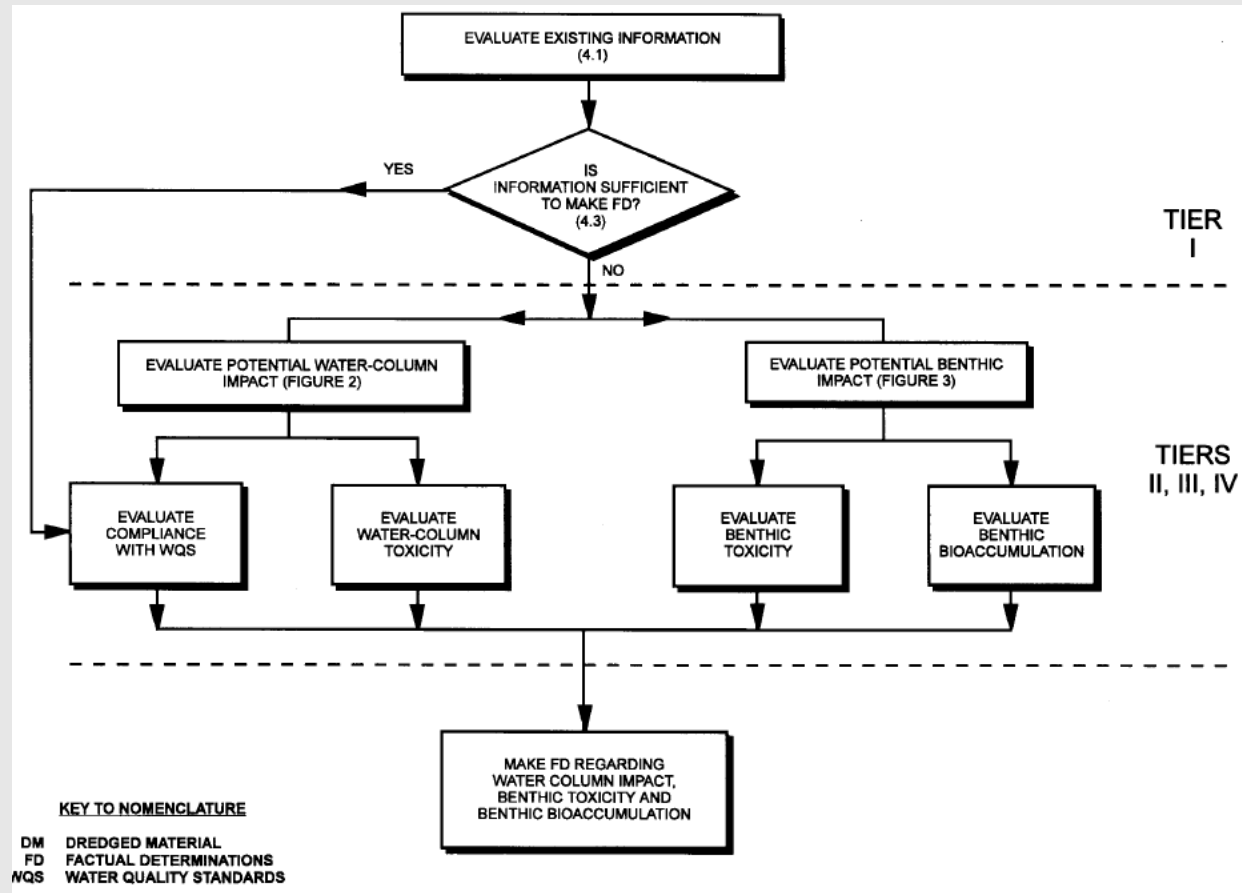 EVALUATE EXISTING INFORMATION
(4.1)
YES
IS
INFORMATION SUFFICIENT
TO MAKE FD?
(4.3)
NO
TIER
I
EVALUATE POTENTIAL WATER-COLUMN
IMPACT (FIGURE 2)
EVALUATE POTENTIAL BENTHIC
IMPACT (FIGURE 3)
TIERS
II, III, IV
EVALUATE
COMPLIANCE
WITH WQS
EVALUATE
WATER-COLUMN
TOXICITY
EVALUATE
BENTHIC
TOXICITY
EVALUATE
BENTHIC
BIOACCUMULATION
MAKE FD REGARDING
WATER COLUMN IMPACT,
BENTHIC TOXICITY AND
BENTHIC BIOACCUMULATION
KEY TO NOMENCLATURE
DM DREDGED MATERIAL
FD FACTUAL DETERMINATIONS
WQS WATER QUALITY STANDARDS